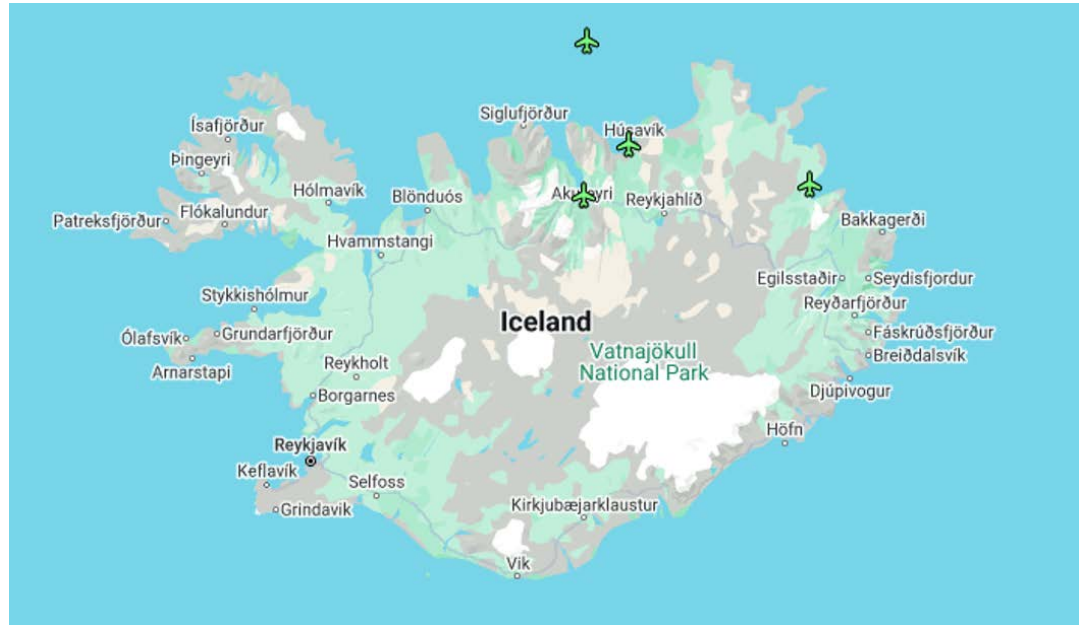 Siglufjörður
Ísafjörður
Húsavík
Þingeyri
Hólmavík
Blönduós
Reykjahlíð
Patreksfjörður
Flókalundur
Bakkagerði
Hvammstangi
Egilsstaðir
Seydisfjordur
Stykkishólmur
Reyðarfjörður
Iceland
Ólafsvík
Grundarfjörður
Fáskrúðsfjörður
Vatnajökull
National Park
Breiðdalsvík
Arnarstapi
Reykholt
Djúpivogur
Borgarnes
Höfn
Reykjavík
Keflavík
Selfoss
Grindavik
Kirkjubæjarklaustur
Vik